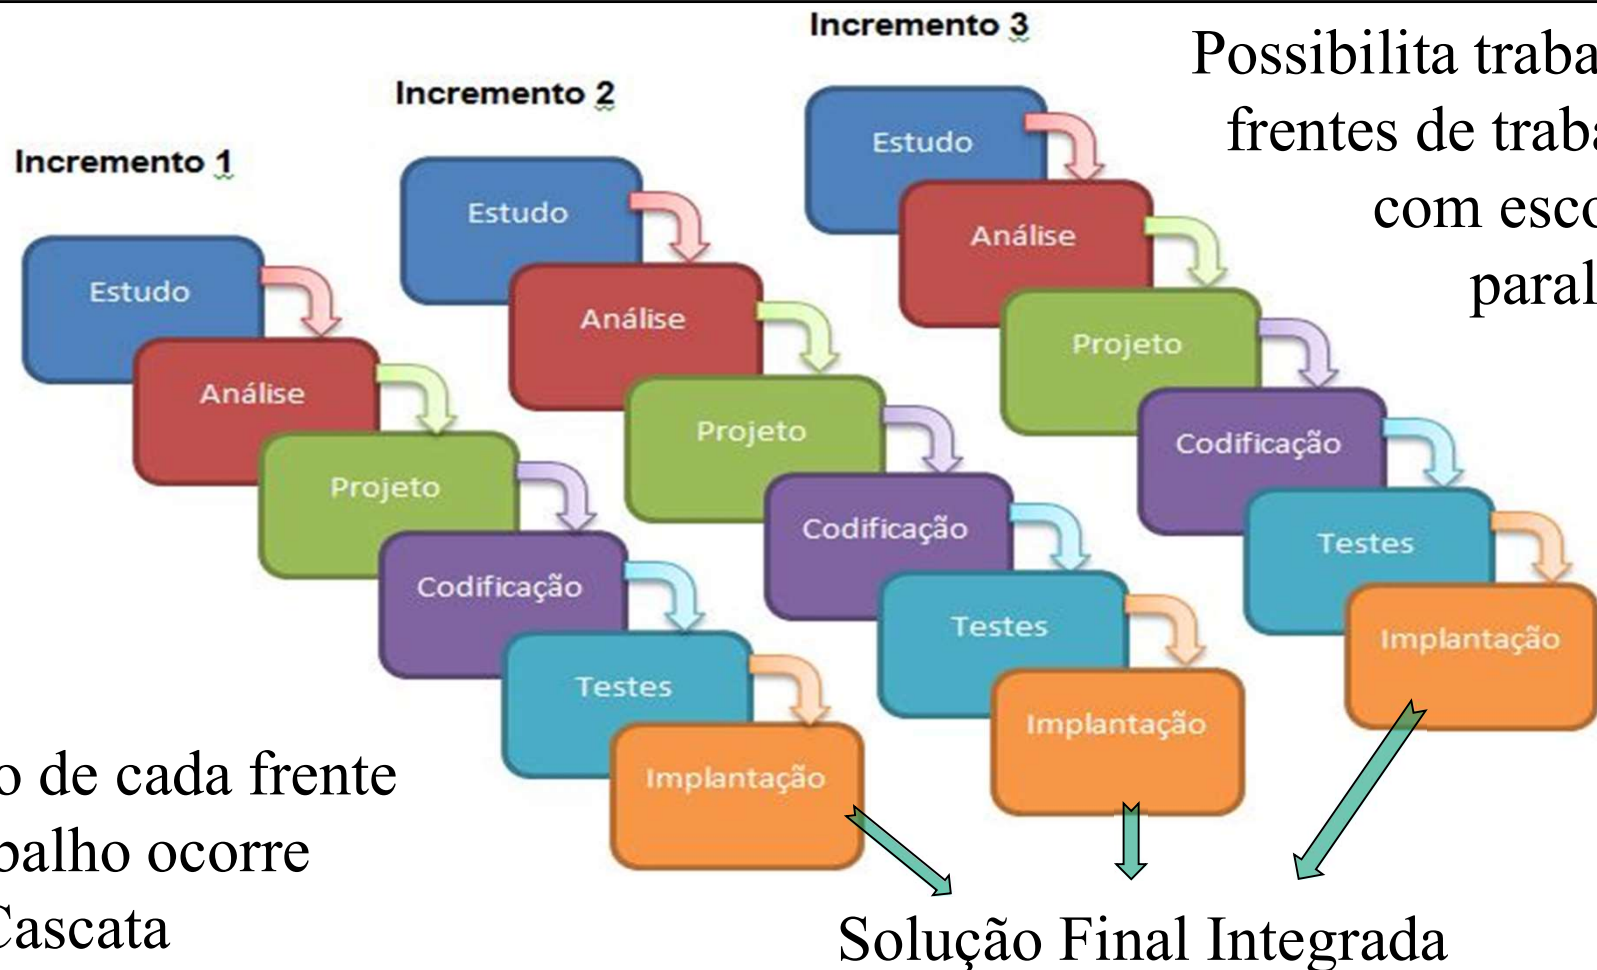 Incremento 3
Possibilita traba
frentes de traba
com esco
paral
Incremento 2
Incremento 1
Estudo
Análise
Projeto
Codificação
Testes
Implantação
Estudo
Análise
Projeto
Codificação
Testes
Implantação
Estudo
Análise
Projeto
Codificação
Testes
Implantação
o de cada frente
balho ocorre
Cascata
Solução Final Integrada